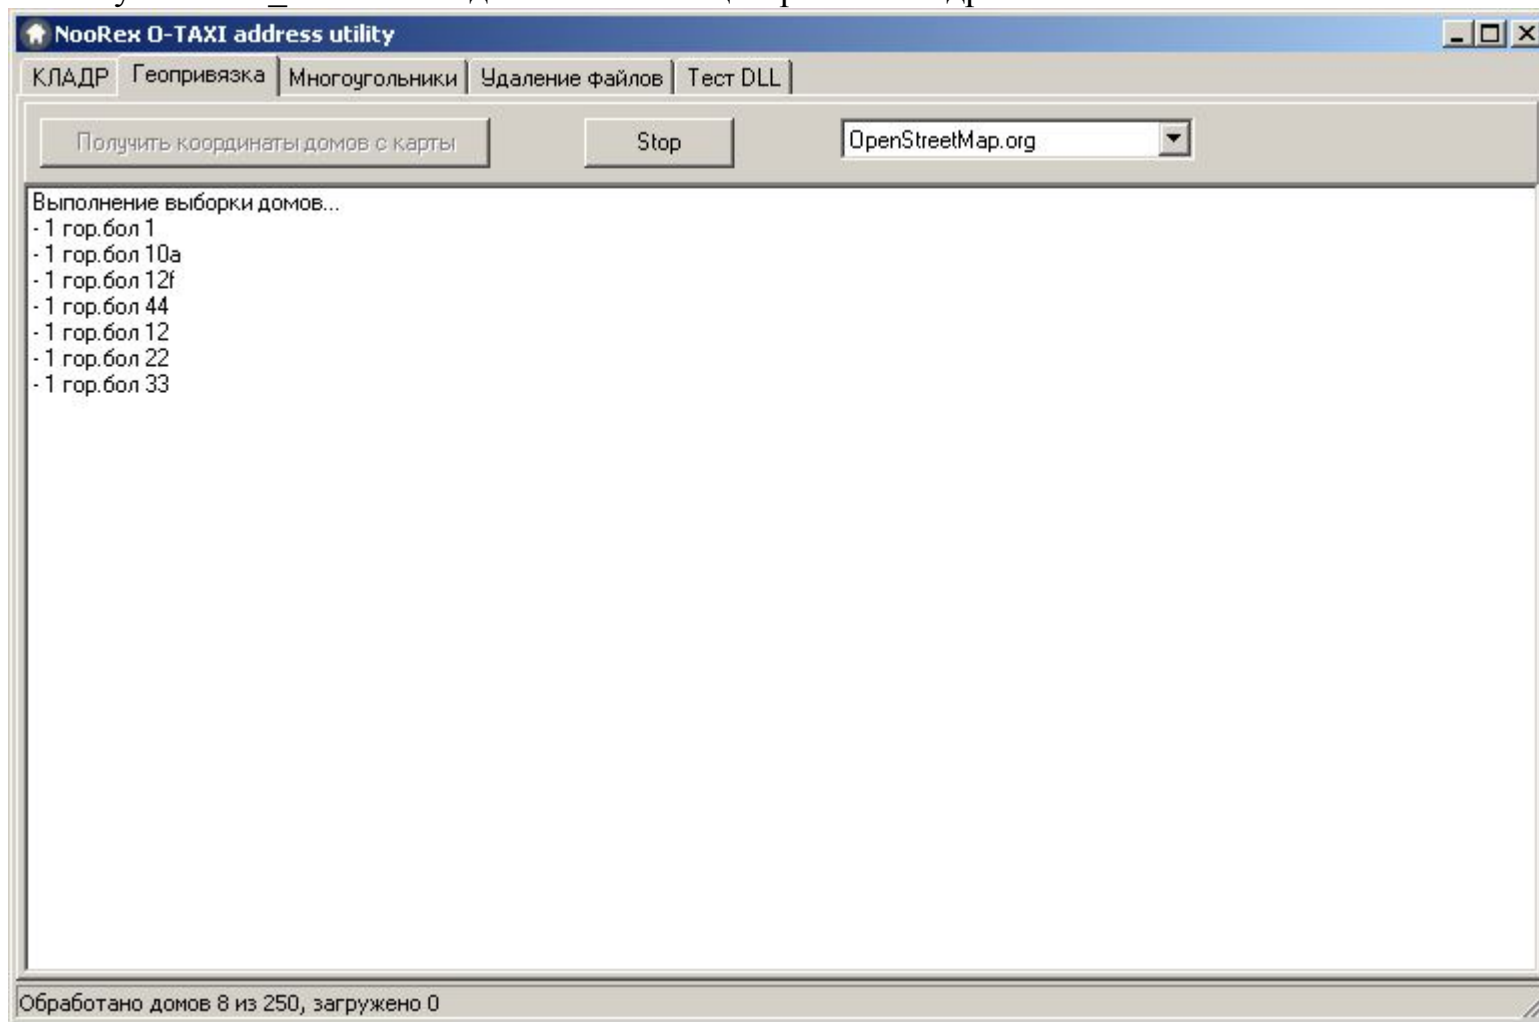 NooRex O-TAXI address utility
КЛАДР Геопривязка Многоугольники Удаление файлов Тест DLL
Получить координаты домов с карты Stop OpenStreetMap.org
Выполнение выборки домов...
- 1 гор.бол 1
- 1 гор.бол 10а
- 1 гор.бол 12f
- 1 гор.бол 44
- 1 гор.бол 12
- 1 гор.бол 22
- 1 гор.бол 33
Обработано домов 8 из 250, загружено 0